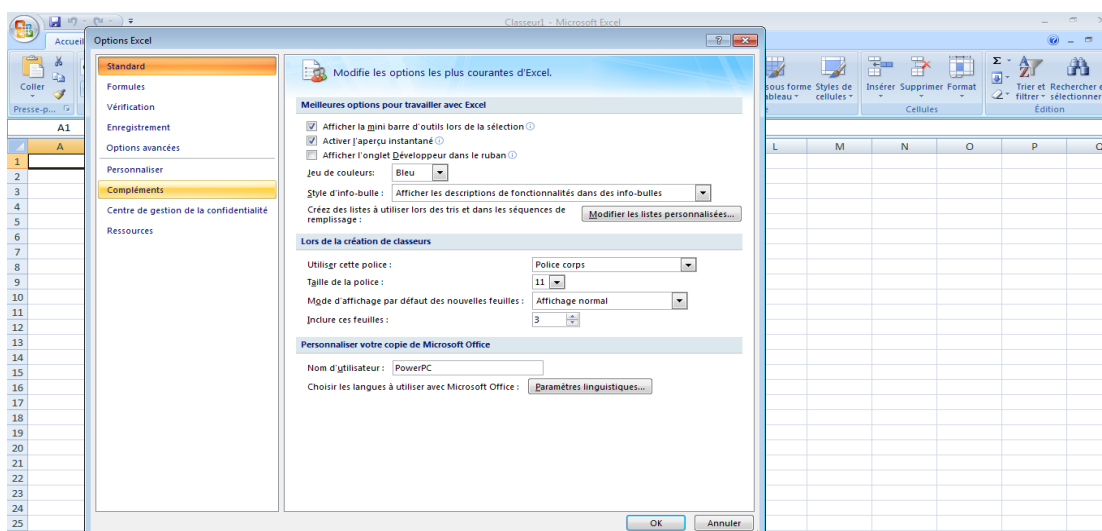 Classeur1 - Microsoft Excel
Accueil
Options Excel
Coller
Presse-p...
sous forme Styles de
tableau cellules
Insérer Supprimer Format
Cellules
Trier et Rechercher et
filtrer sélectionner
Édition
A1
A L M N O P Q
1
2
3
4
5
6
7
8
9
10
11
12
13
14
15
16
17
18
19
20
21
22
23
24
25
Standard
Formules
Vérification
Enregistrement
Options avancées
Personnaliser
Compléments
Centre de gestion de la confidentialité
Ressources
Modifie les options les plus courantes d'Excel.
Meilleures options pour travailler avec Excel
Afficher la mini barre d'outils lors de la sélection
Activer l'aperçu instantané
Afficher l'onglet Développeur dans le ruban
Jeu de couleurs: Bleu
Style d'info-bulle : Afficher les descriptions de fonctionnalités dans des info-bulles
Créez des listes à utiliser lors des tris et dans les séquences de
remplissage :
Modifier les listes personnalisées...
Lors de la création de classeurs
Utiliser cette police : Police corps
Taille de la police : 11
Mode d'affichage par défaut des nouvelles feuilles : Affichage normal
Inclure ces feuilles : 3
Personnaliser votre copie de Microsoft Office
Nom d'utilisateur : PowerPC
Choisir les langues à utiliser avec Microsoft Office : Paramètres linguistiques...
OK Annuler